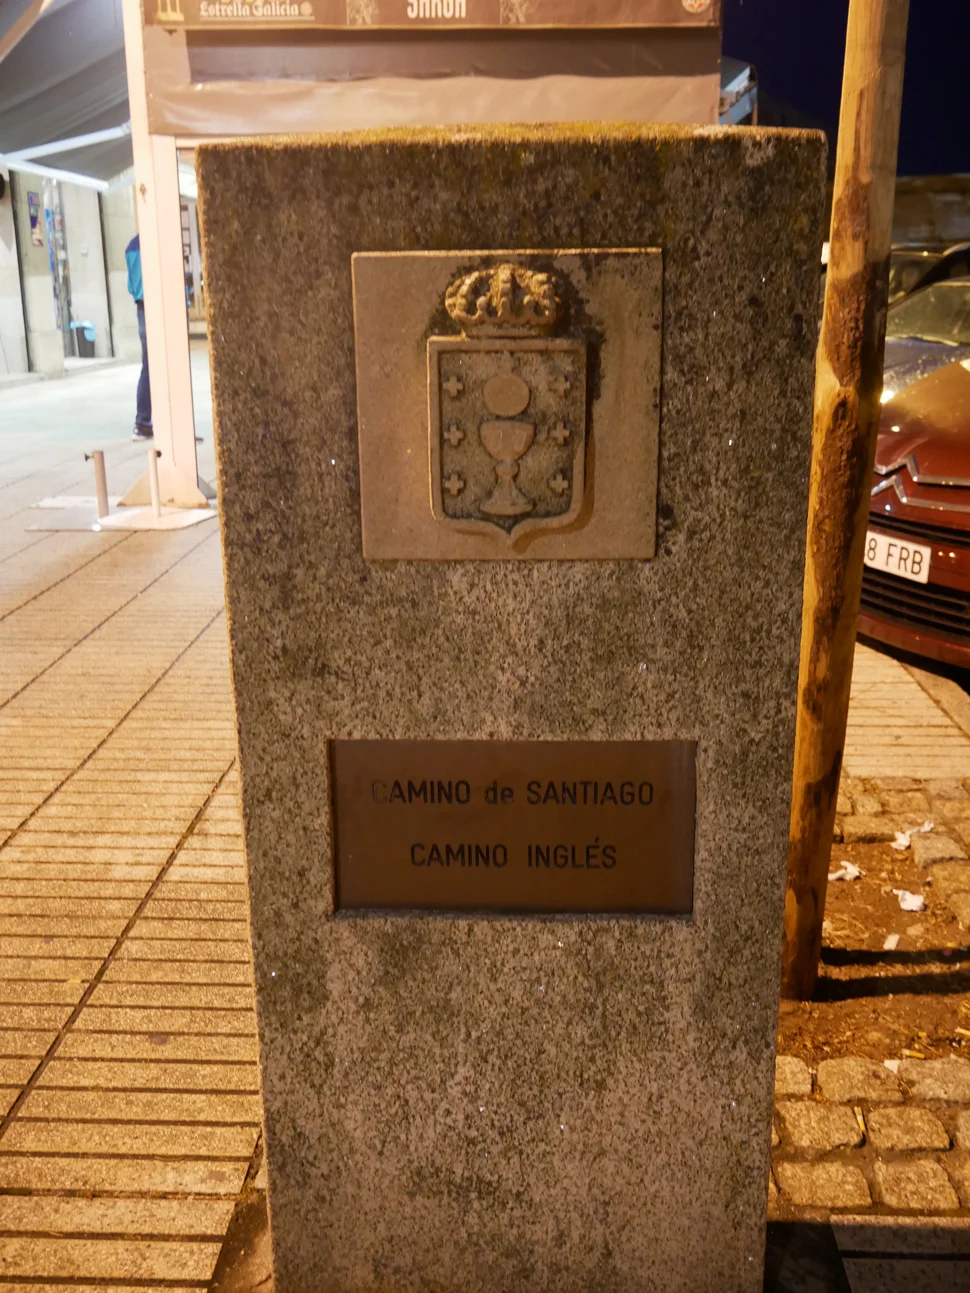 Estrella Galicia
CAMINO de SANTIAGO
CAMINO INGLÉS
8 FRB